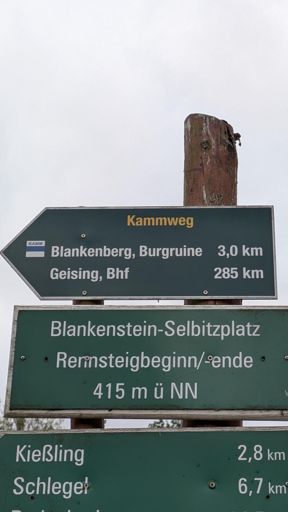 Kammweg
KAMM
Blankenberg, Burgruine 3,0 km
Geising, Bhf 285 km
Blankenstein-Selbitzplatz
Rennsteigbeginn/-ende
415 m ü NN
Kießling 2,8 km
Schlegel 6,7 km